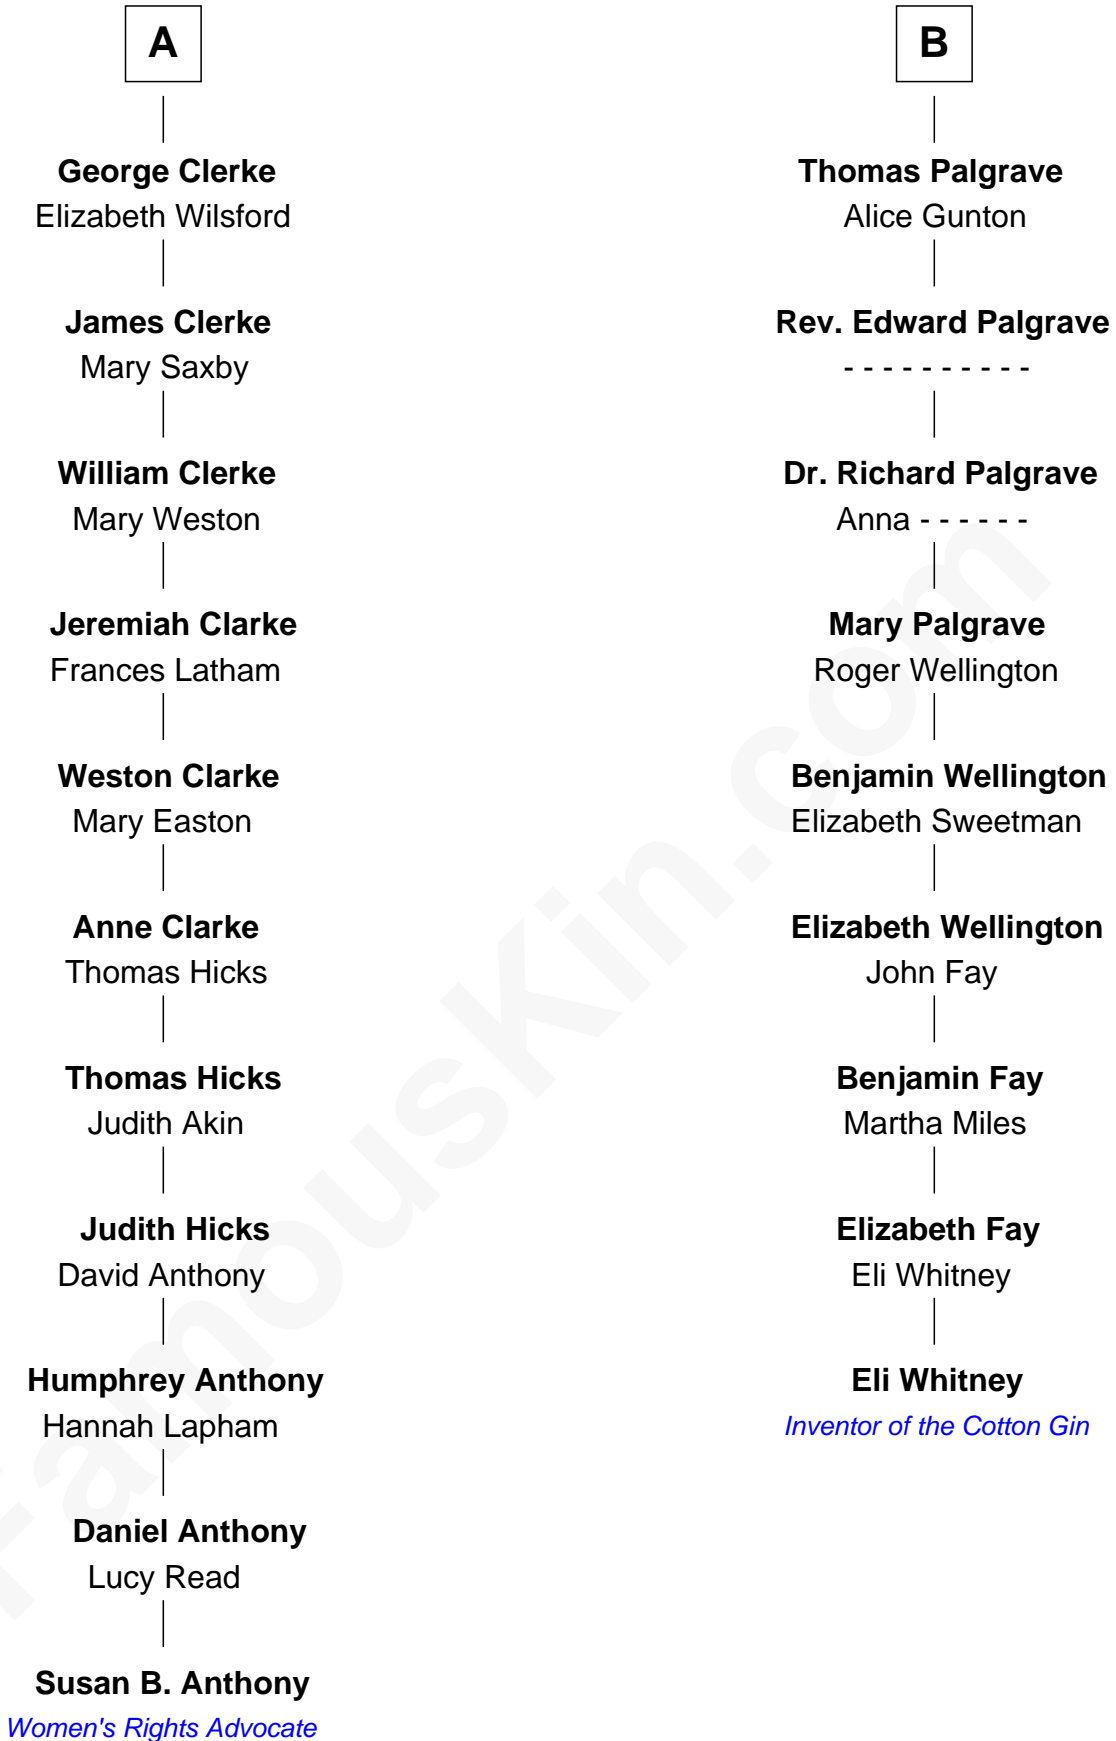 A
George Clerke
Elizabeth Wilsford
James Clerke
Mary Saxby
William Clerke
Mary Weston
Jeremiah Clarke
Frances Latham
Weston Clarke
Mary Easton
Anne Clarke
Thomas Hicks
Thomas Hicks
Judith Akin
Judith Hicks
David Anthony
Humphrey Anthony
Hannah Lapham
Daniel Anthony
Lucy Read
Susan B. Anthony
Women's Rights Advocate
B
Thomas Palgrave
Alice Gunton
Rev. Edward Palgrave
- - - - - - - - - -
Dr. Richard Palgrave
Anna - - - - - -
Mary Palgrave
Roger Wellington
Benjamin Wellington
Elizabeth Sweetman
Elizabeth Wellington
John Fay
Benjamin Fay
Martha Miles
Elizabeth Fay
Eli Whitney
Eli Whitney
Inventor of the Cotton Gin
FamousKin.com